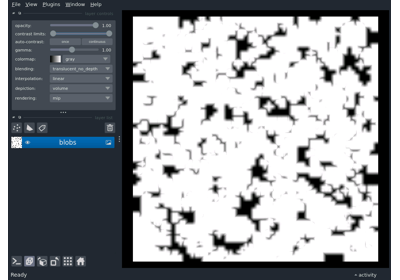 File View Plugins Window Help
opacity: 1.00
contrast limits:
auto-contrast: once continuous
gamma: 1.00
colormap: gray
blending: translucent_no_depth
interpolation: linear
depiction: volume
rendering: mip
blobs
Ready
activity